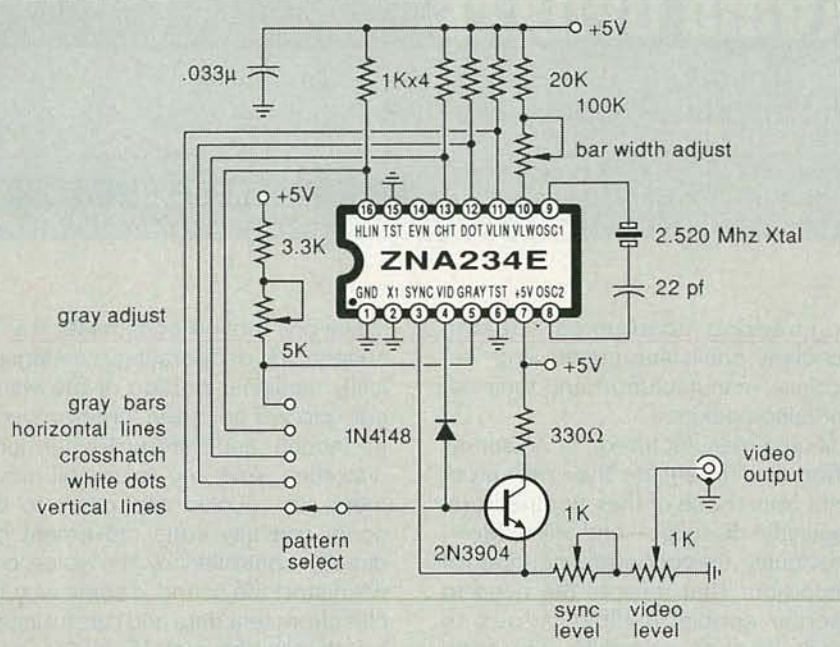 +5V
.033µ
1Kx4
20K
100K
bar width adjust
+5V
3.3K
16 15 14 13 12 11 10 9
HLIN TST EVN CHT DOT VLIN VLW OSC1
ZNA234E
GND X1 SYNC VID GRAY TST +5V OSC2
1 2 3 4 5 6 7 8
2.520 Mhz Xtal
22 pf
gray adjust
5K
+5V
gray bars
horizontal lines
crosshatch
white dots
vertical lines
pattern
select
1N4148
330Ω
2N3904
1K
1K
video
output
sync
level
video
level